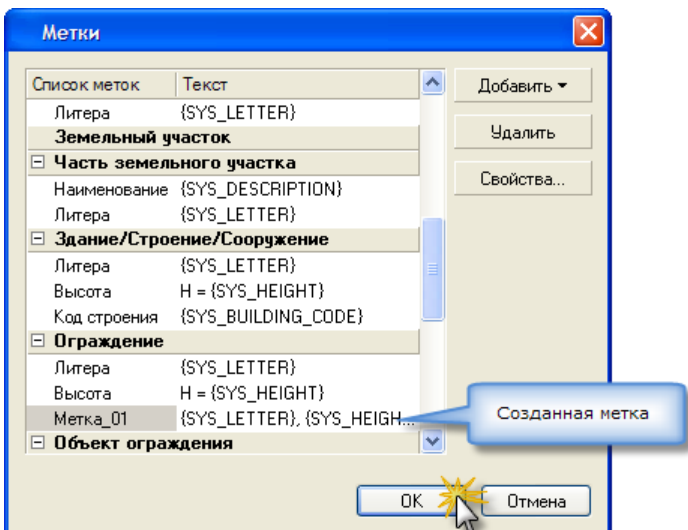 Метки
Список меток Текст
Добавить
Литера {SYS_LETTER}
Земельный участок
Удалить
Часть земельного участка
Наименование {SYS_DESCRIPTION}
Свойства...
Литера {SYS_LETTER}
Здание/Строение/Сооружение
Литера {SYS_LETTER}
Высота H = {SYS_HEIGHT}
Код строения {SYS_BUILDING_CODE}
Ограждение
Литера {SYS_LETTER}
Высота H = {SYS_HEIGHT}
Метка_01 {SYS_LETTER}, {SYS_HEIGH...
Созданная метка
Объект ограждения
OK Отмена